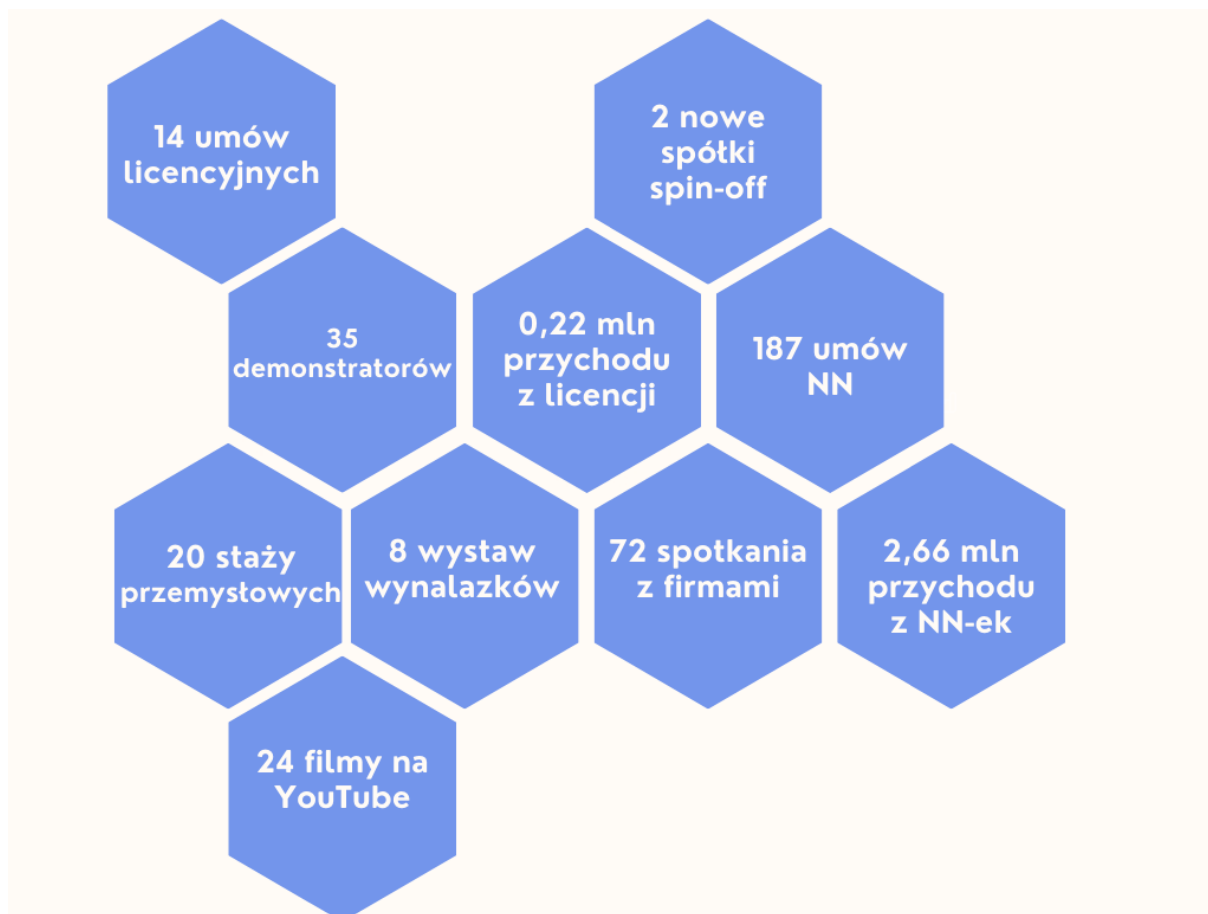 14 umów
licencyjnych
2 nowe
spółki
spin-off
35
demonstratorów
0,22 mln
przychodu
z licencji
187 umów
NN
20 staży
przemysłowych
8 wystaw
wynalazków
72 spotkania
z firmami
2,66 mln
przychodu
z NN-ek
24 filmy na
YouTube